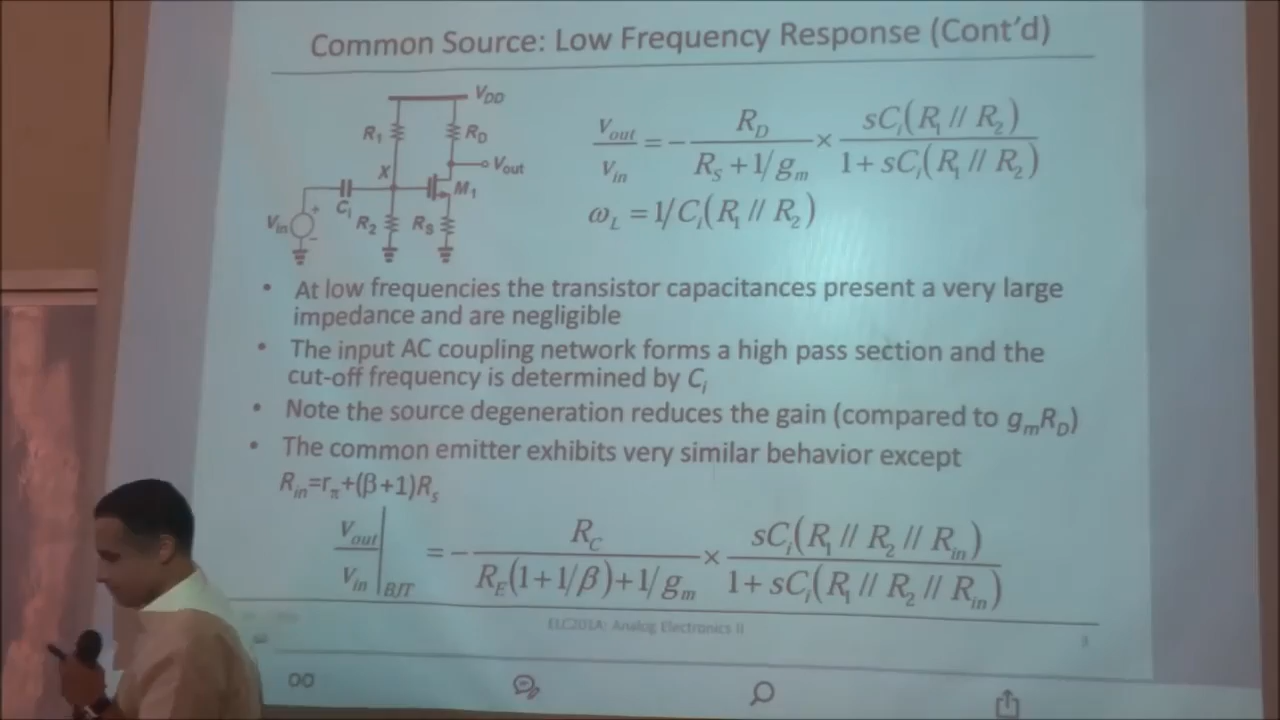 Common Source: Low Frequency Response (Cont'd)
V_DD
R_1
R_D
X
V_out
M_1
C_i
V_in
+
−
R_2
R_S
V_out / V_in = − R_D / (R_S + 1/g_m) × sC_i(R_1 // R_2) / (1 + sC_i(R_1 // R_2))
ω_L = 1/C_i(R_1 // R_2)
• At low frequencies the transistor capacitances present a very large
impedance and are negligible
• The input AC coupling network forms a high pass section and the
cut-off frequency is determined by C_i
• Note the source degeneration reduces the gain (compared to g_mR_D)
• The common emitter exhibits very similar behavior except
R_in=r_π+(β+1)R_s
V_out / V_in |_BJT = − R_C / (R_E(1+1/β)+1/g_m) × sC_i(R_1 // R_2 // R_in) / (1 + sC_i(R_1 // R_2 // R_in))
ELC201A: Analog Electronics II